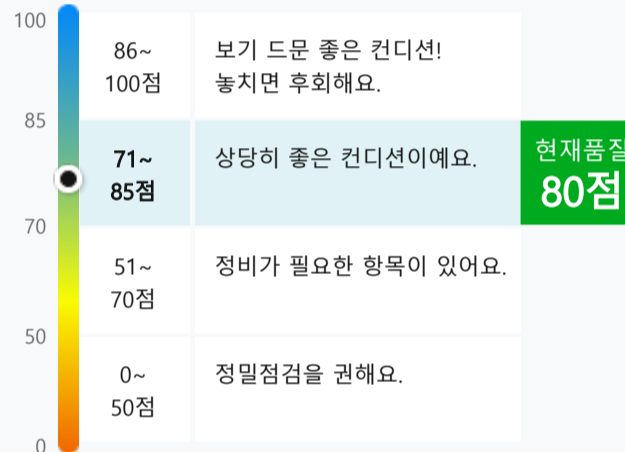 100
86~
100점
보기 드문 좋은 컨디션!
놓치면 후회해요.
85
71~
85점
상당히 좋은 컨디션이예요.
현재품질
80점
70
51~
70점
정비가 필요한 항목이 있어요.
50
0~
50점
정밀점검을 권해요.
0